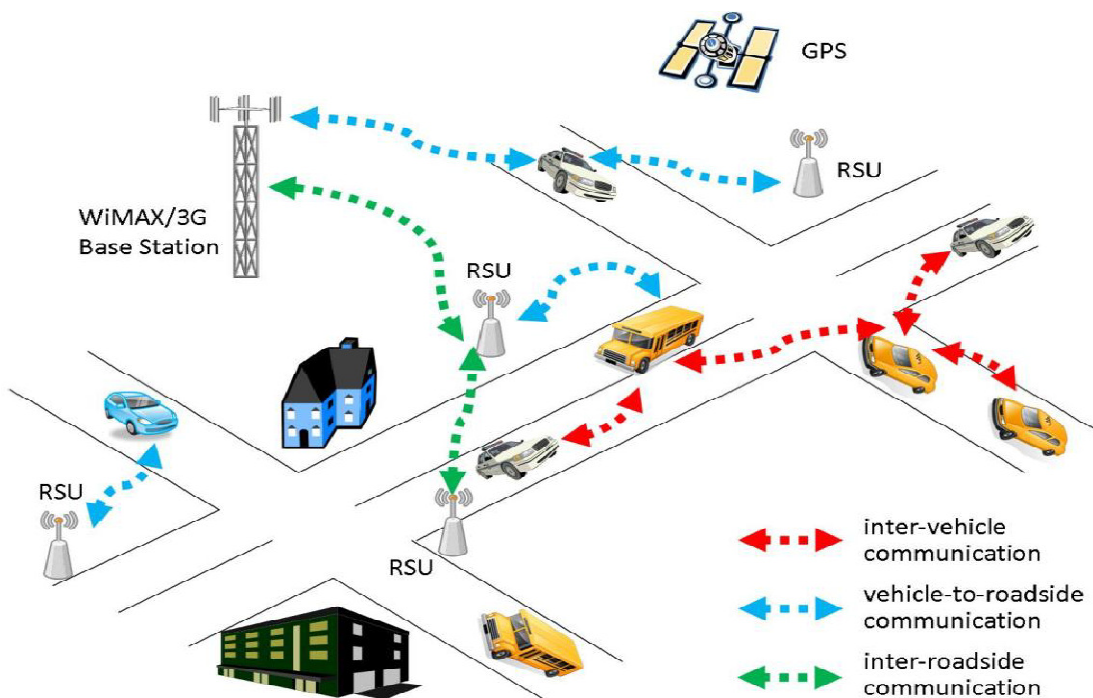 GPS
RSU
WiMAX/3G
Base Station
RSU
RSU
RSU
inter-vehicle
communication
vehicle-to-roadside
communication
inter-roadside
communication